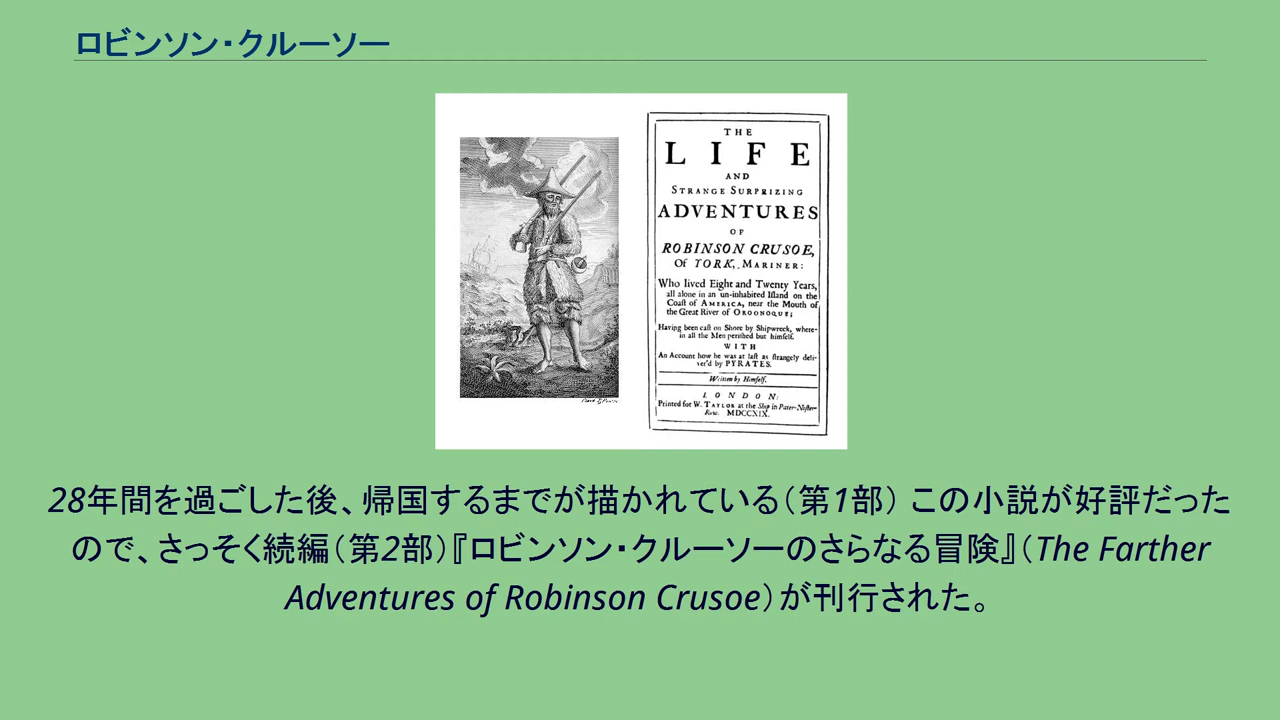 ロビンソン・クルーソー
THE
LIFE
AND
STRANGE SURPRIZING
ADVENTURES
OF
ROBINSON CRUSOE,
Of YORK, MARINER:
Who lived Eight and Twenty Years,
all alone in an un-inhabited Iſland on the
Coaſt of AMERICA, near the Mouth of
the Great River of OROONOQUE;
Having been caſt on Shore by Shipwreck, where-
in all the Men periſhed but himſelf.
WITH
An Account how he was at laſt as ſtrangely deli-
ver'd by PYRATES.
Written by Himſelf.
LONDON:
Printed for W. TAYLOR at the Ship in Pater-Noſter-
Row. MDCCXIX.
28年間を過ごした後、帰国するまでが描かれている(第1部) この小説が好評だった
ので、さっそく続編(第2部)『ロビンソン・クルーソーのさらなる冒険』(The Farther
Adventures of Robinson Crusoe)が刊行された。